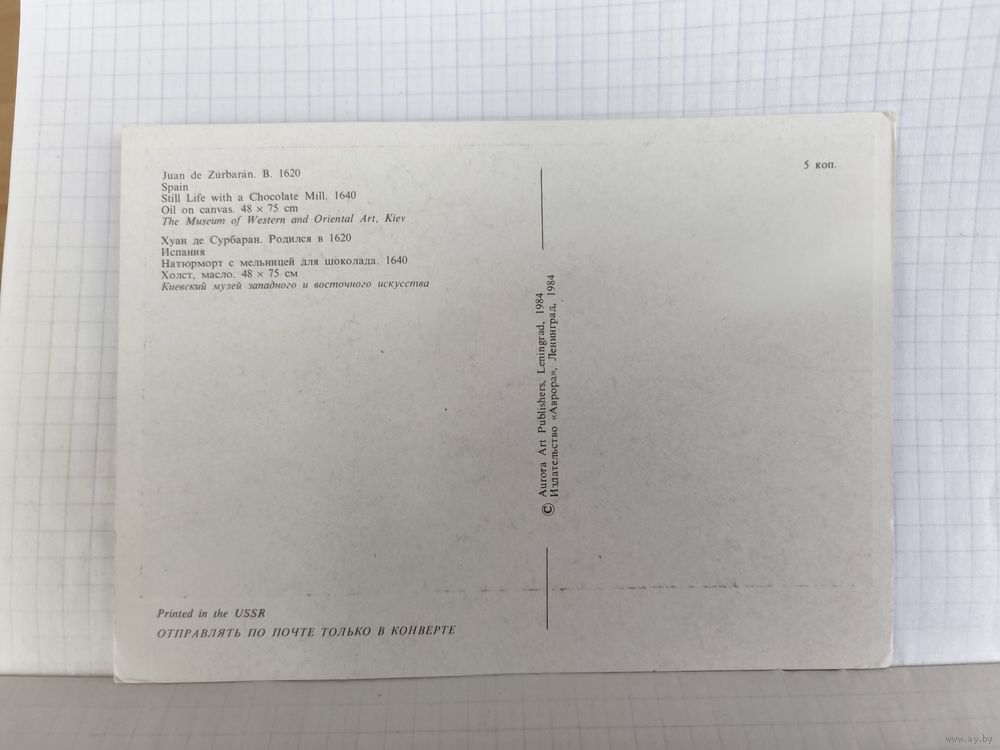 Juan de Zurbarán. B. 1620
Spain
Still Life with a Chocolate Mill. 1640
Oil on canvas. 48 × 75 cm
The Museum of Western and Oriental Art, Kiev
Хуан де Сурбаран. Родился в 1620
Испания
Натюрморт с мельницей для шоколада. 1640
Холст, масло. 48 × 75 см
Киевский музей западного и восточного искусства
5 коп.
© Aurora Art Publishers, Leningrad, 1984
Издательство «Аврора», Ленинград, 1984
Printed in the USSR
ОТПРАВЛЯТЬ ПО ПОЧТЕ ТОЛЬКО В КОНВЕРТЕ
www.ay.by